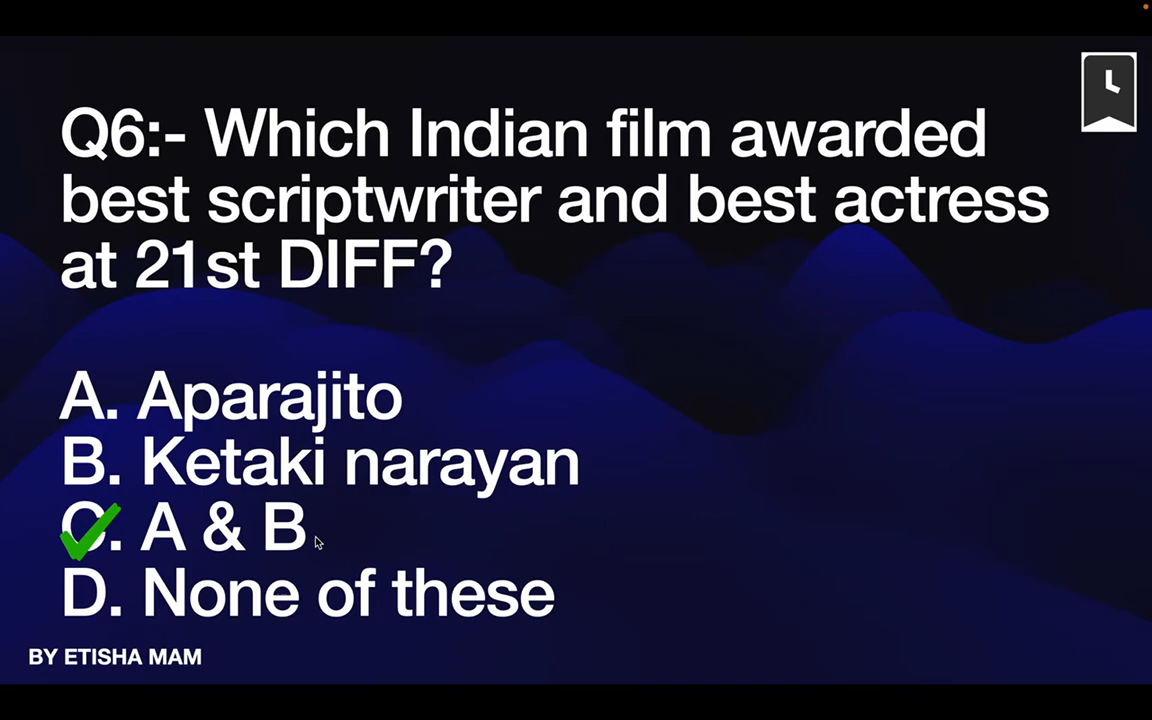 Q6:- Which Indian film awarded
best scriptwriter and best actress
at 21st DIFF?
A. Aparajito
B. Ketaki narayan
C. A & B
D. None of these
BY ETISHA MAM